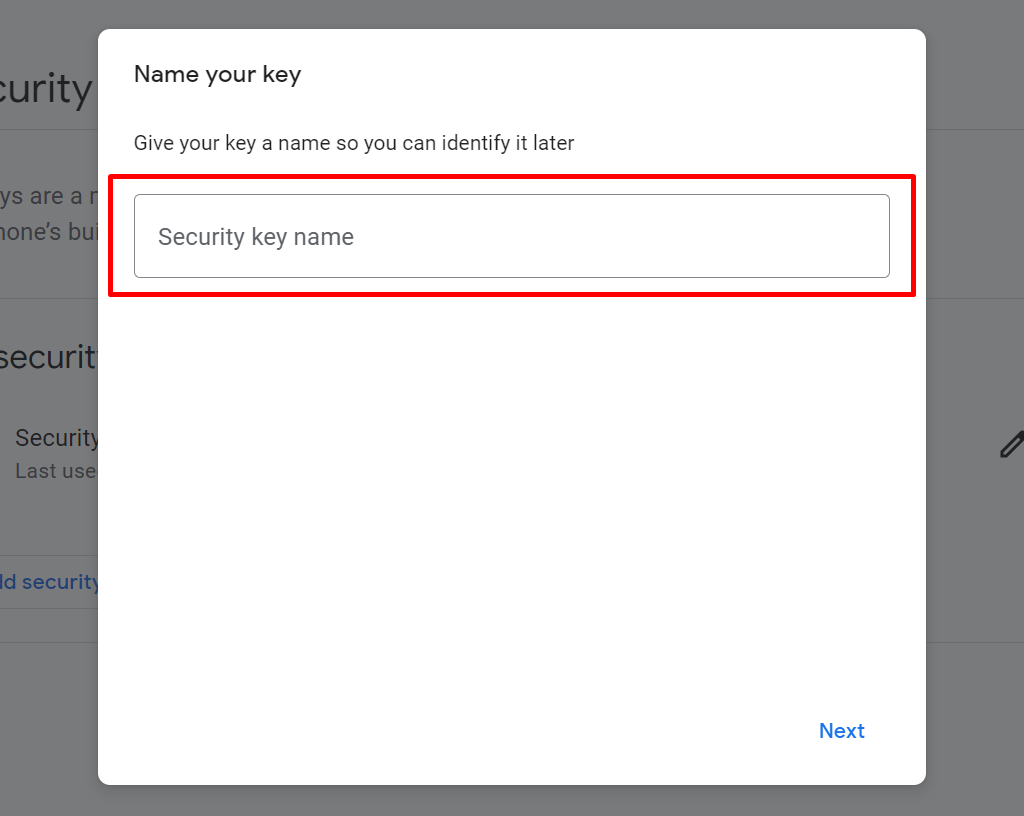 Name your key
Give your key a name so you can identify it later
Security key name
Next
curity
ys are a
none's bui
securit
Security
Last use
ld security